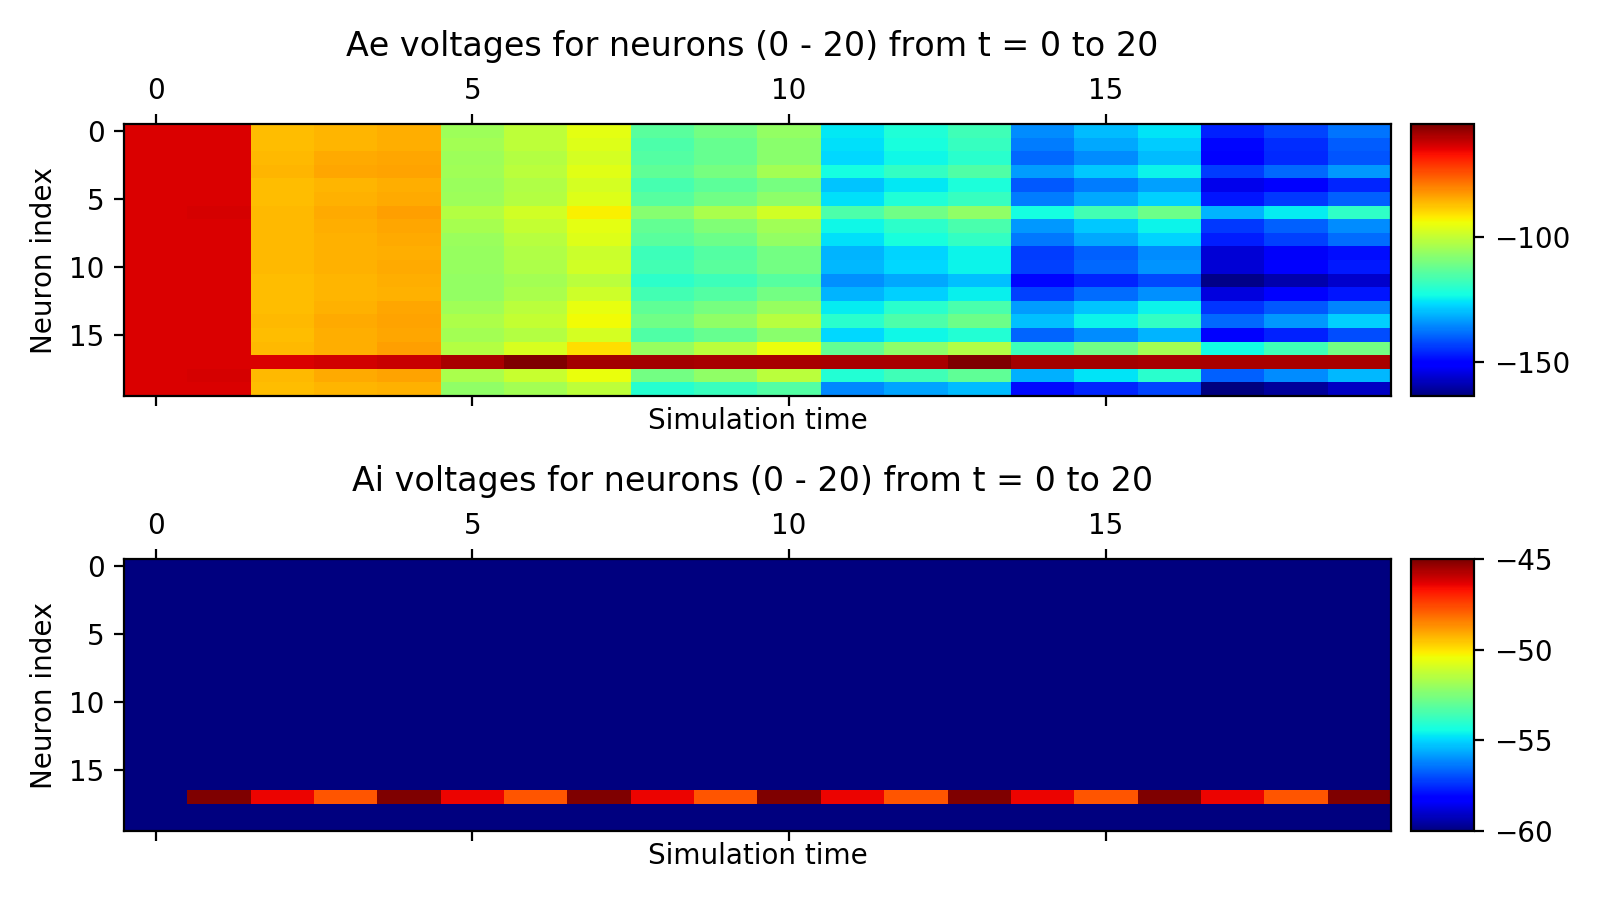 Ae voltages for neurons (0 - 20) from t = 0 to 20
0 5 10 15
Neuron index
0
5
10
15
−100
−150
Simulation time
Ai voltages for neurons (0 - 20) from t = 0 to 20
0 5 10 15
Neuron index
0
5
10
15
−45
−50
−55
−60
Simulation time